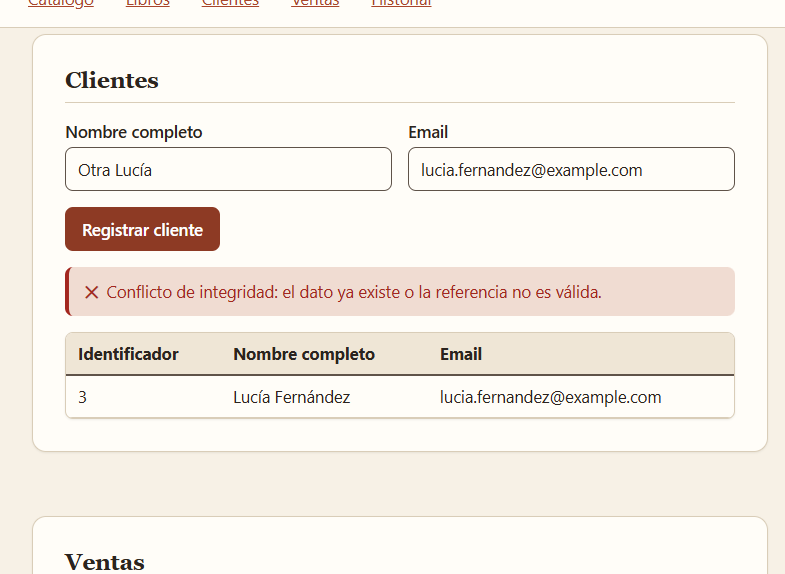 Catálogo Libros Clientes Ventas Historial
Clientes
Nombre completo Email
Otra Lucía lucia.fernandez@example.com
Registrar cliente
✕ Conflicto de integridad: el dato ya existe o la referencia no es válida.
Identificador Nombre completo Email
3 Lucía Fernández lucia.fernandez@example.com
Ventas